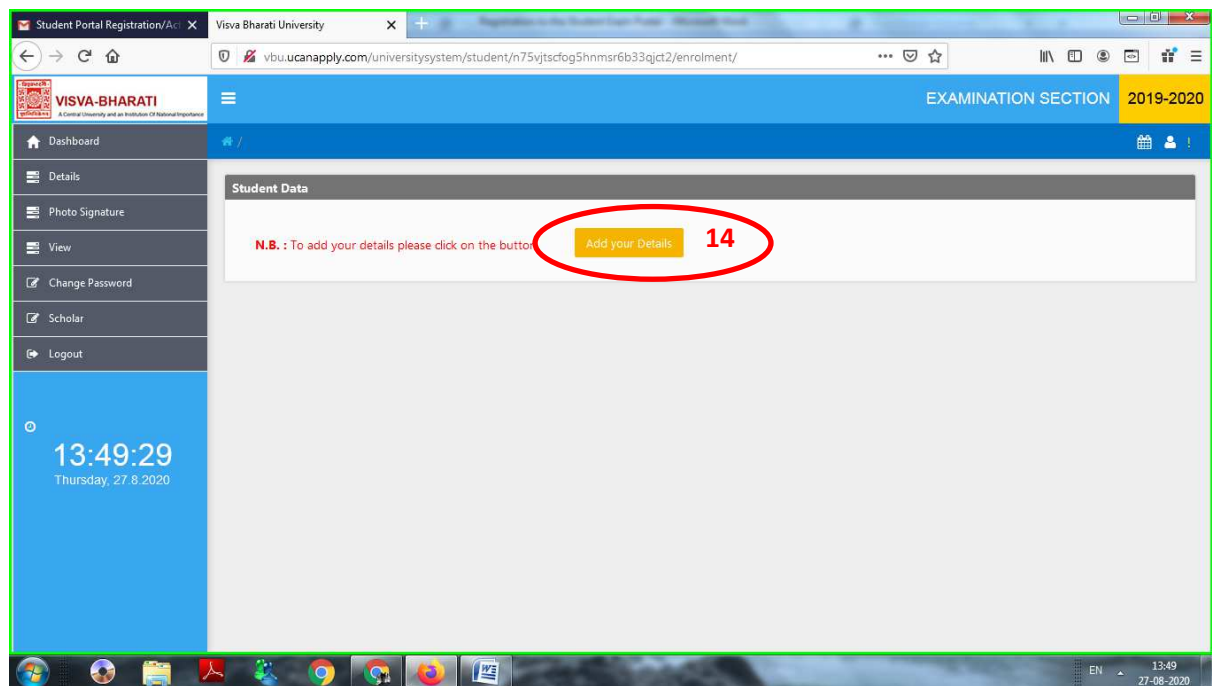 Student Portal Registration/Act
Visva Bharati University
vbu.ucanapply.com/universitysystem/student/n75vjtscfog5hnmsr6b33qjct2/enrolment/
VISVA-BHARATI
A Central University and an Institution Of National Importance
EXAMINATION SECTION
2019-2020
Dashboard
/
!
Details
Student Data
Photo Signature
View
N.B. : To add your details please click on the button
Add your Details
14
Change Password
Scholar
Logout
13:49:29
Thursday, 27.8.2020
EN
13:49
27-08-2020